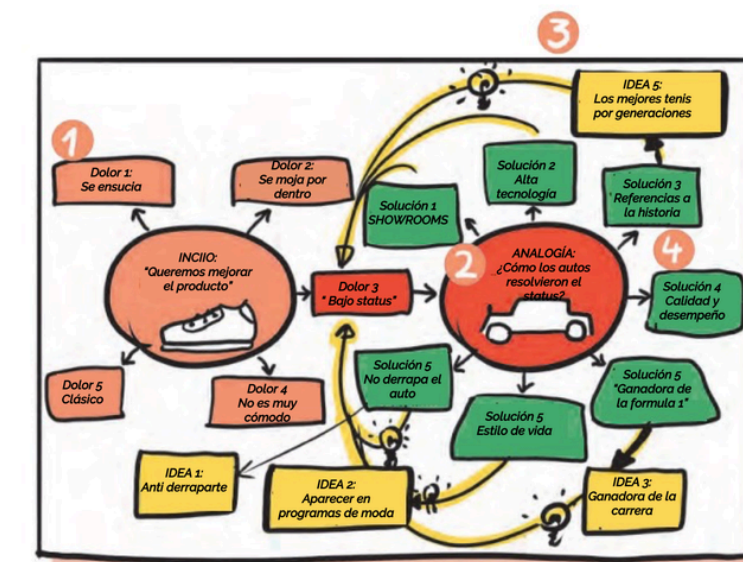 3
IDEA 5:
Los mejores tenis
por generaciones
1
Dolor 1:
Se ensucia
Dolor 2:
Se moja por
dentro
Solución 1
SHOWROOMS
Solución 2
Alta
tecnología
Solución 3
Referencias a
la historia
INCIIO:
"Queremos mejorar
el producto"
Dolor 3
" Bajo status"
2
ANALOGÍA:
¿Cómo los autos
resolvieron el
status?
4
Solución 4
Calidad y
desempeño
Dolor 5
Clásico
Dolor 4
No es muy
cómodo
Solución 5
No derrapa el
auto
Solución 5
Estilo de vida
Solución 5
"Ganadora de
la formula 1"
IDEA 1:
Anti derraparte
IDEA 2:
Aparecer en
programas de moda
IDEA 3:
Ganadora de la
carrera